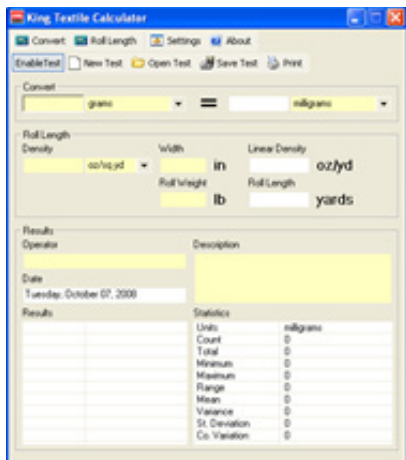 King Textile Calculator
Convert Roll Length Settings About
EnableTest New Test Open Test Save Test Print
Convert
grams = milligrams
Roll Length
Density Width Linear Density
oz/sq.yd in oz/yd
Roll Weight Roll Length
lb yards
Results
Operator Description
Date
Tuesday, October 07, 2008
Results Statistics
Units milligrams
Count 0
Total 0
Minimum 0
Maximum 0
Range 0
Mean 0
Variance 0
St. Deviation 0
Co. Variation 0